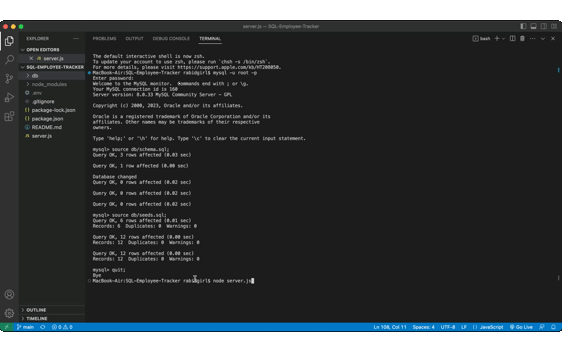 server.js — SQL-Employee-Tracker
EXPLORER
OPEN EDITORS
server.js
SQL-EMPLOYEE-TRACKER
db
node_modules
.env
.gitignore
package-lock.json
package.json
README.md
server.js
OUTLINE
TIMELINE
PROBLEMS OUTPUT DEBUG CONSOLE TERMINAL
bash
The default interactive shell is now zsh.
To update your account to use zsh, please run `chsh -s /bin/zsh`.
For more details, please visit https://support.apple.com/kb/HT208050.
MacBook-Air:SQL-Employee-Tracker rabidgirl$ mysql -u root -p
Enter password:
Welcome to the MySQL monitor.  Commands end with ; or \g.
Your MySQL connection id is 160
Server version: 8.0.33 MySQL Community Server - GPL
Copyright (c) 2000, 2023, Oracle and/or its affiliates.
Oracle is a registered trademark of Oracle Corporation and/or its
affiliates. Other names may be trademarks of their respective
owners.
Type 'help;' or '\h' for help. Type '\c' to clear the current input statement.
mysql> source db/schema.sql;
Query OK, 3 rows affected (0.03 sec)
Query OK, 1 row affected (0.00 sec)
Database changed
Query OK, 0 rows affected (0.02 sec)
Query OK, 0 rows affected (0.02 sec)
Query OK, 0 rows affected (0.02 sec)
mysql> source db/seeds.sql;
Query OK, 6 rows affected (0.01 sec)
Records: 6  Duplicates: 0  Warnings: 0
Query OK, 12 rows affected (0.00 sec)
Records: 12  Duplicates: 0  Warnings: 0
Query OK, 12 rows affected (0.00 sec)
Records: 12  Duplicates: 0  Warnings: 0
mysql> quit;
Bye
MacBook-Air:SQL-Employee-Tracker rabidgirl$ node server.js
main 0 0 Ln 108, Col 11 Spaces: 4 UTF-8 LF {} JavaScript Go Live